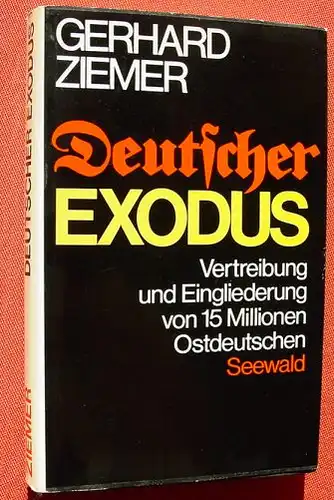 GERHARD
ZIEMER
Deutſcher
EXODUS
Vertreibung
und Eingliederung
von 15 Millionen
Ostdeutschen
Seewald
DEUTSCHER EXODUS
ZIEMER